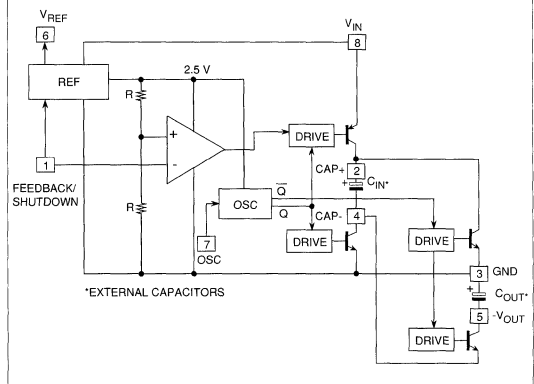 VREF
6
VIN
8
REF
2.5 V
R
+
-
DRIVE
1
FEEDBACK/
SHUTDOWN
CAP+
2
+
CIN*
R
OSC
Q̅
Q
CAP-
4
7
OSC
DRIVE
DRIVE
3
GND
*EXTERNAL CAPACITORS
+
COUT*
5
-VOUT
DRIVE